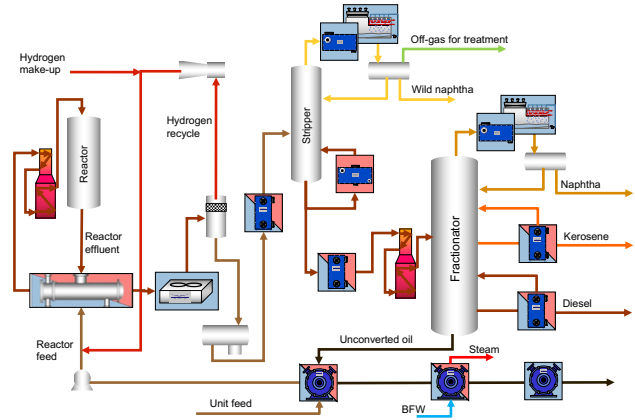 Off-gas for treatment
Hydrogen
make-up
Wild naphtha
Hydrogen
recycle
Stripper
Reactor
Naphtha
Reactor
effluent
Fractionator
Kerosene
Diesel
Unconverted oil
Reactor
feed
Steam
Unit feed
BFW